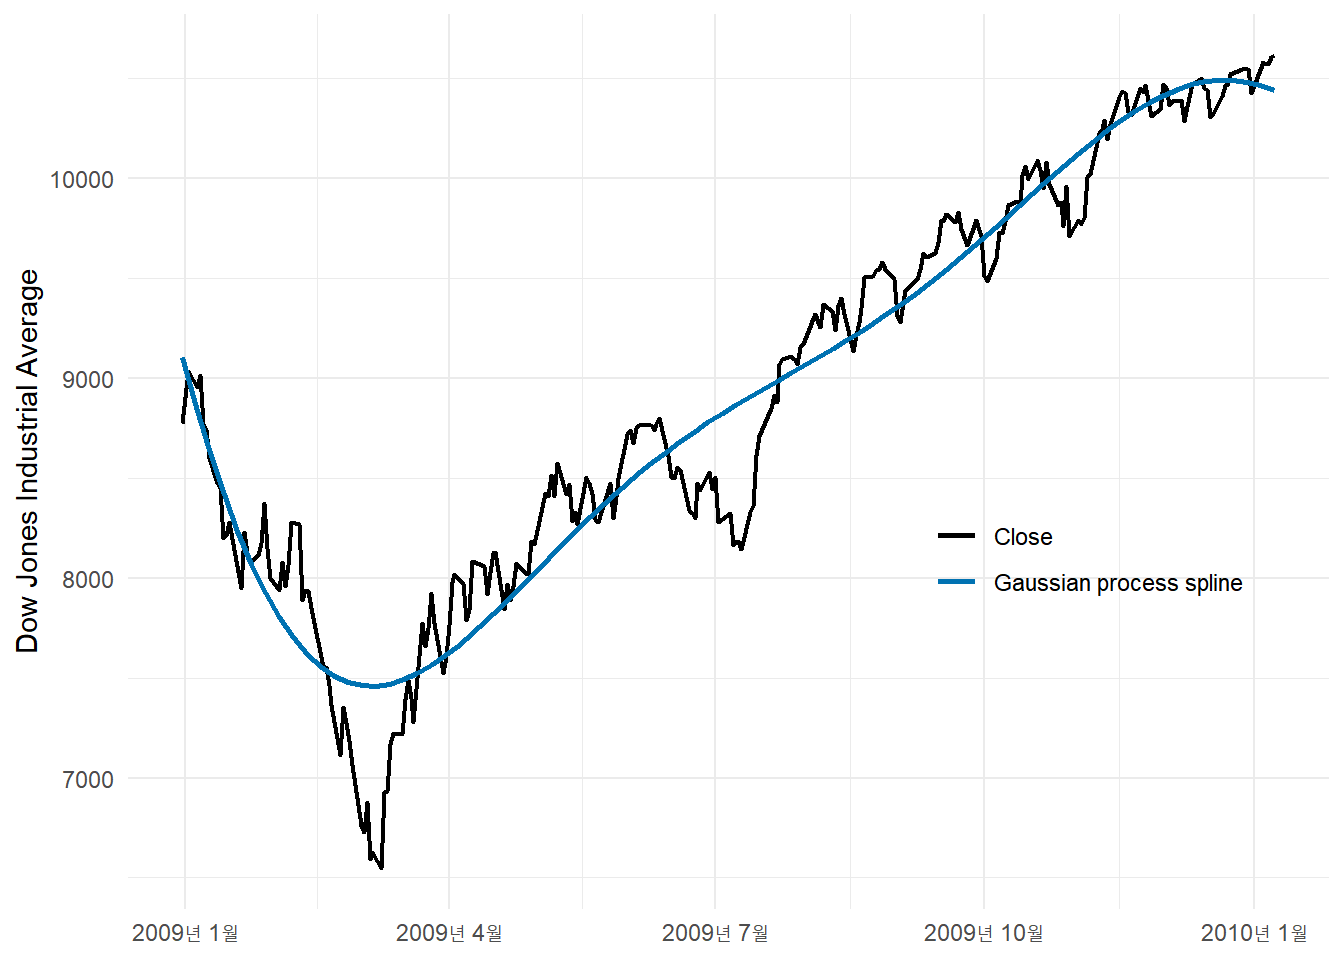 Dow Jones Industrial Average
10000
9000
8000
7000
Close
Gaussian process spline
2009년 1월
2009년 4월
2009년 7월
2009년 10월
2010년 1월